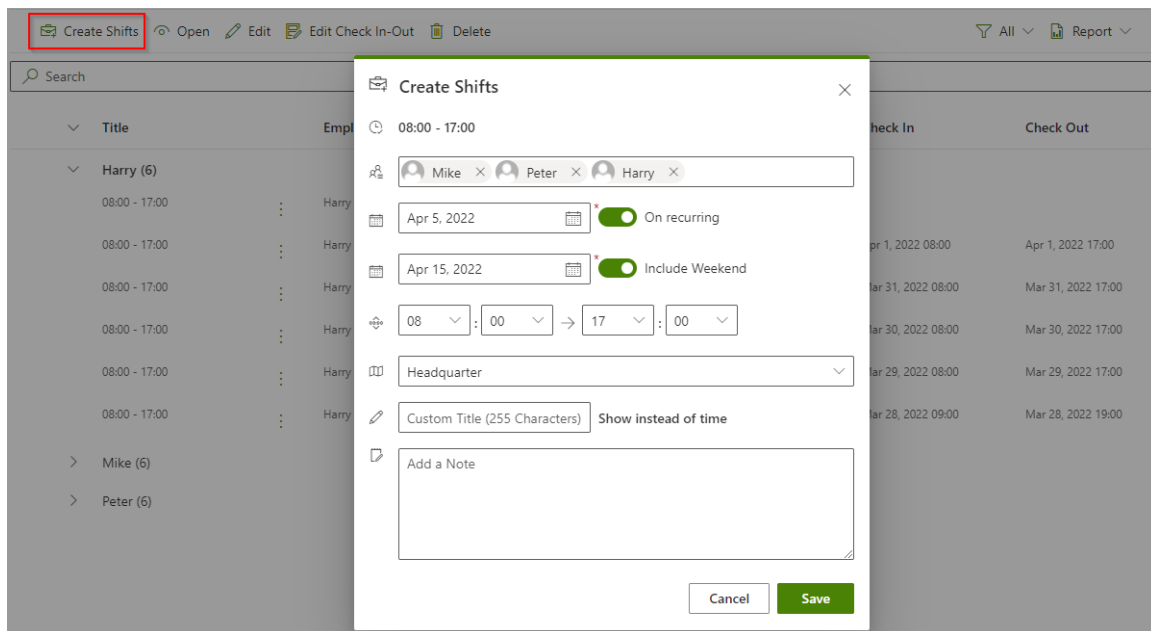 Create Shifts Open Edit Edit Check In-Out Delete All Report
Search
Create Shifts
Title Empl heck In Check Out
08:00 - 17:00
Harry (6)
Mike Peter Harry
08:00 - 17:00 Harry
Apr 5, 2022 * On recurring
08:00 - 17:00 Harry pr 1, 2022 08:00 Apr 1, 2022 17:00
Apr 15, 2022 * Include Weekend
08:00 - 17:00 Harry ar 31, 2022 08:00 Mar 31, 2022 17:00
08 : 00 → 17 : 00
08:00 - 17:00 Harry ar 30, 2022 08:00 Mar 30, 2022 17:00
Headquarter
08:00 - 17:00 Harry ar 29, 2022 08:00 Mar 29, 2022 17:00
08:00 - 17:00 Harry ar 28, 2022 09:00 Mar 28, 2022 19:00
Custom Title (255 Characters) Show instead of time
Mike (6)
Add a Note
Peter (6)
Cancel Save